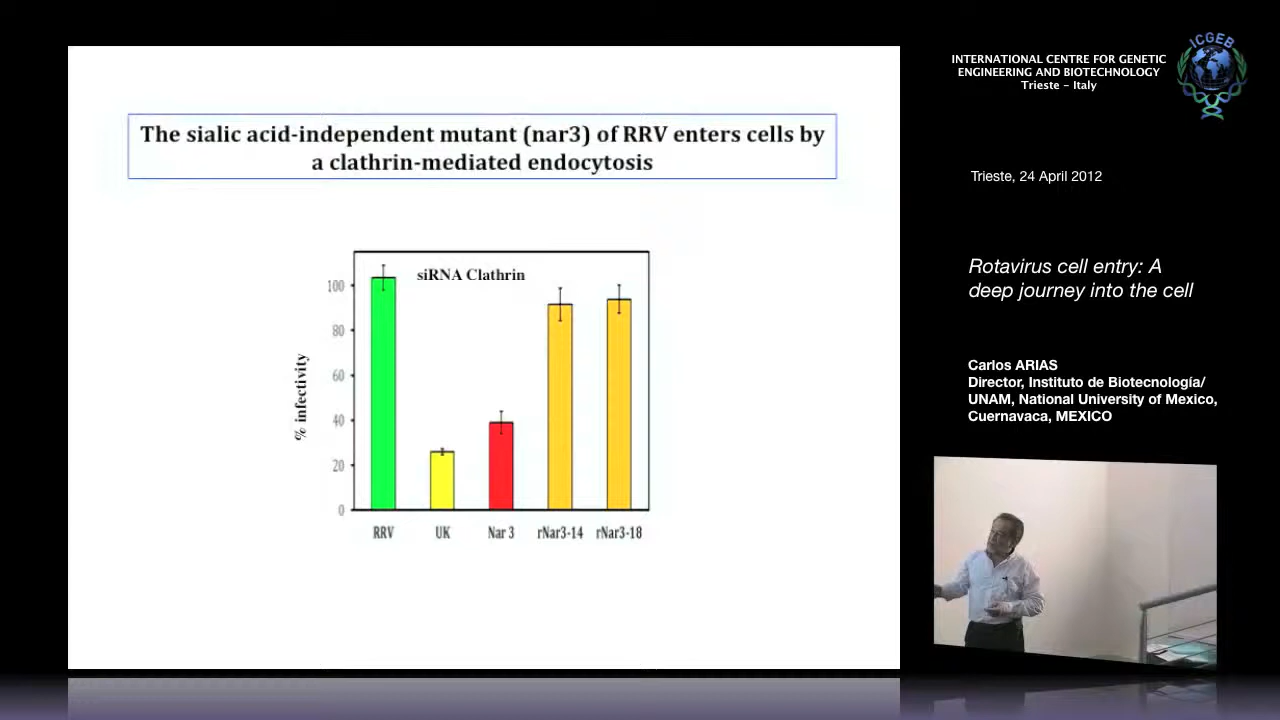 The sialic acid-independent mutant (nar3) of RRV enters cells by
a clathrin-mediated endocytosis
siRNA Clathrin
% infectivity
100
80
60
40
20
0
RRV
UK
Nar 3
rNar3-14
rNar3-18
ICGEB
INTERNATIONAL CENTRE FOR GENETIC
ENGINEERING AND BIOTECHNOLOGY
Trieste - Italy
Trieste, 24 April 2012
Rotavirus cell entry: A
deep journey into the cell
Carlos ARIAS
Director, Instituto de Biotecnología/
UNAM, National University of Mexico,
Cuernavaca, MEXICO